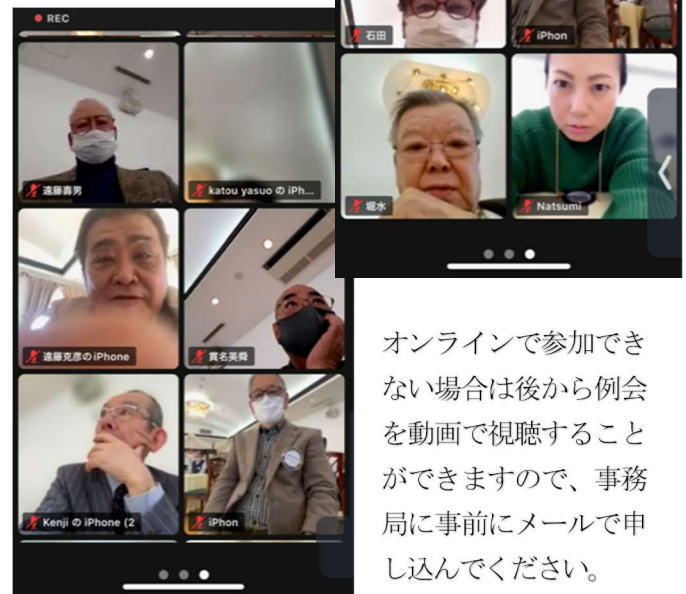 REC
遠藤壽男
katou yasuo の iPh...
遠藤克彦の iPhone
貫名英舜
Kenji の iPhone (2
iPhon
石田
iPhon
堀水
Natsumi
オンラインで参加でき
ない場合は後から例会
を動画で視聴すること
ができますので、事務
局に事前にメールで申
し込んでください。